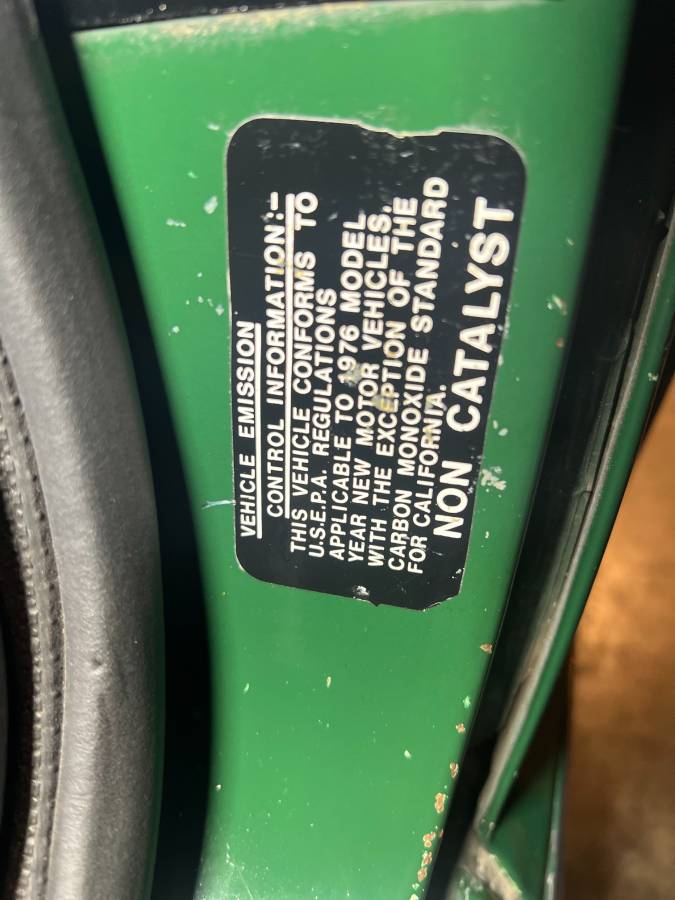 VEHICLE EMISSION
CONTROL INFORMATION:-
THIS VEHICLE CONFORMS TO
U.S.E.P.A. REGULATIONS
APPLICABLE TO 1976 MODEL
YEAR NEW MOTOR VEHICLES,
WITH THE EXCEPTION OF THE
CARBON MONOXIDE STANDARD
FOR CALIFORNIA.
NON CATALYST